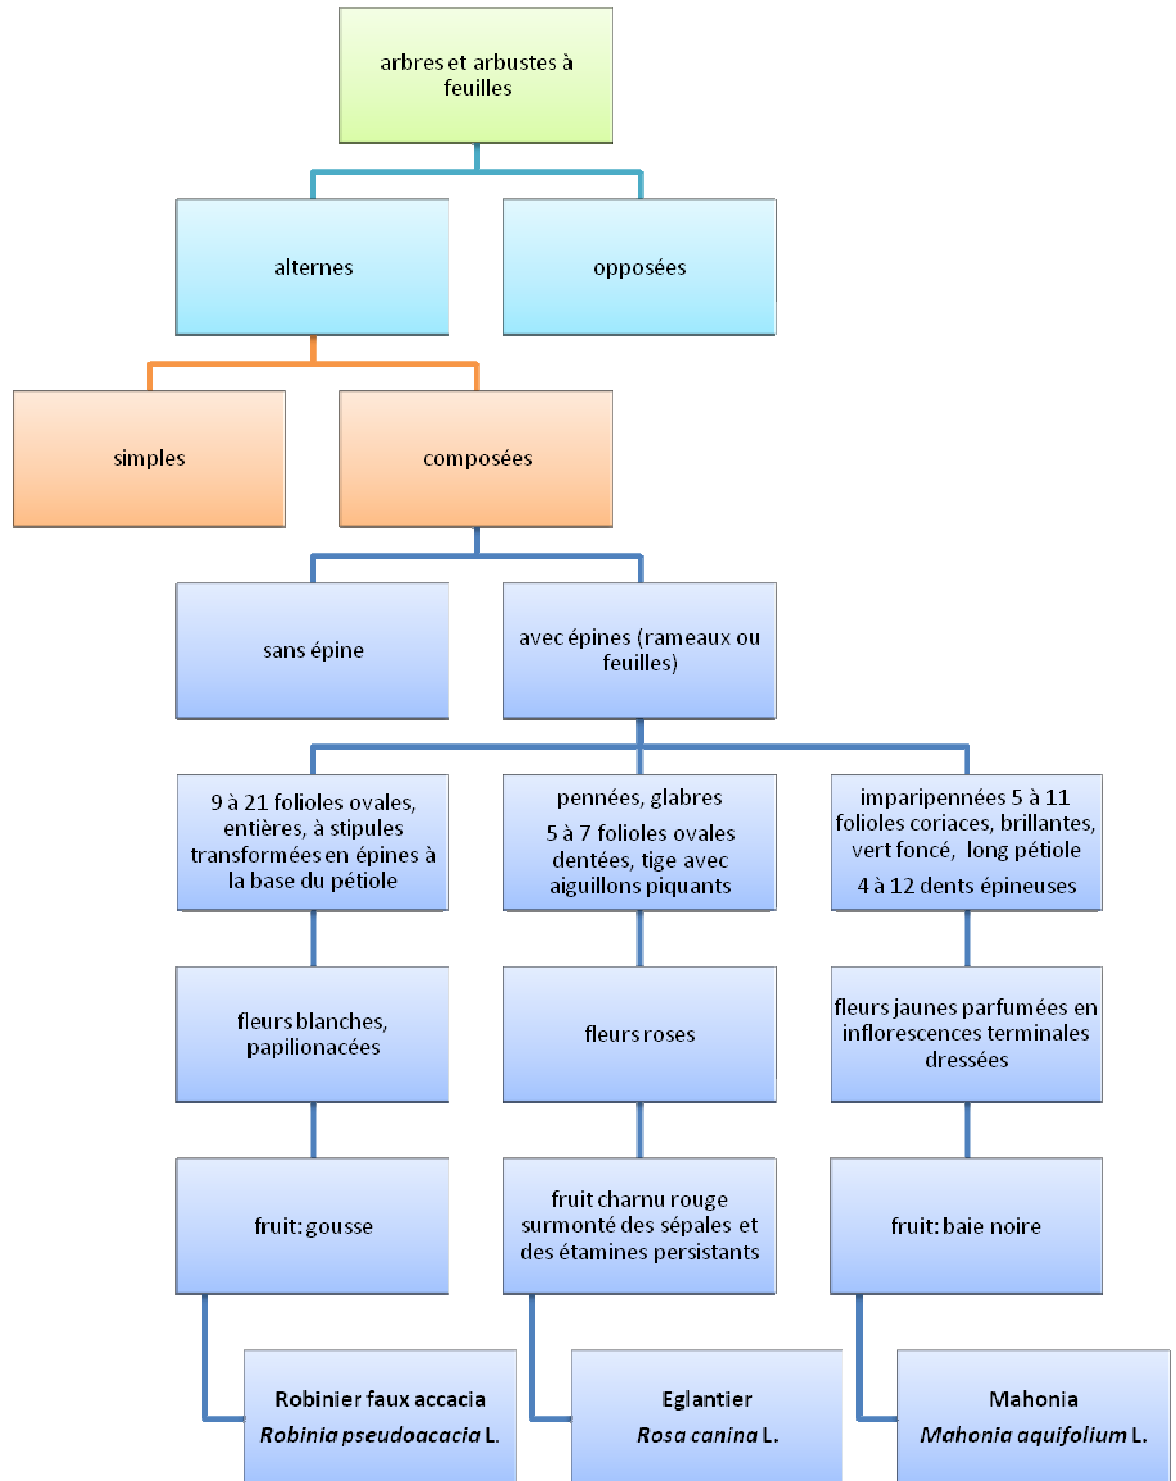 arbres et arbustes à
feuilles
alternes
opposées
simples
composées
sans épine
avec épines (rameaux ou
feuilles)
9 à 21 folioles ovales,
entières, à stipules
transformées en épines à
la base du pétiole
pennées, glabres
5 à 7 folioles ovales
dentées, tige avec
aiguillons piquants
imparipennées 5 à 11
folioles coriaces, brillantes,
vert foncé, long pétiole
4 à 12 dents épineuses
fleurs blanches,
papilionacées
fleurs roses
fleurs jaunes parfumées en
inflorescences terminales
dressées
fruit: gousse
fruit charnu rouge
surmonté des sépales et
des étamines persistants
fruit: baie noire
Robinier faux accacia
Robinia pseudoacacia L.
Eglantier
Rosa canina L.
Mahonia
Mahonia aquifolium L.